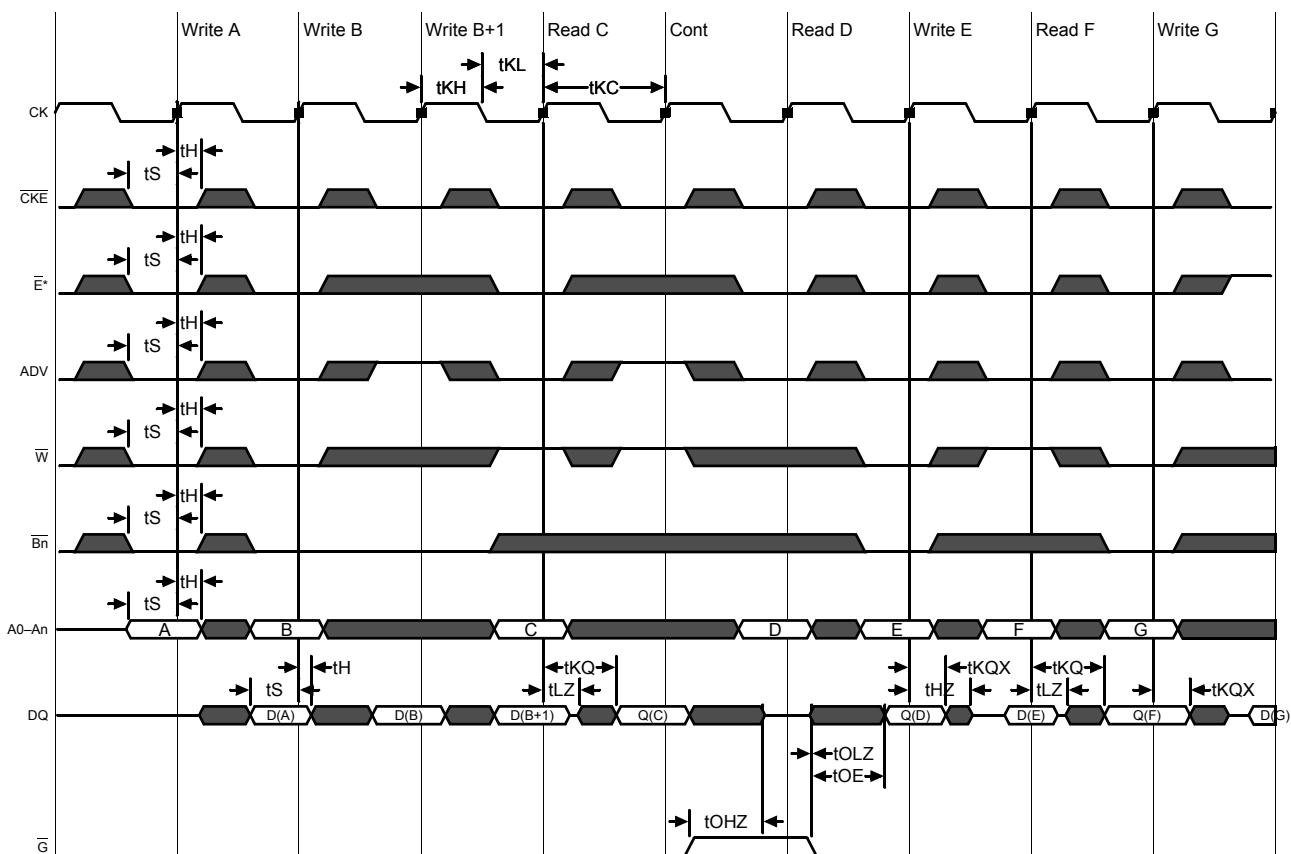 Write A Write B Write B+1 Read C Cont Read D Write E Read F Write G
tKL
tKH tKC
CK
tH
tS
CKE
tH
tS
E*
tH
tS
ADV
tH
tS
W
tH
tS
Bn
tH
tS
A0–An A B C D E F G
tH tKQ tKQX tKQ
tS tLZ tHZ tLZ tKQX
DQ D(A) D(B) D(B+1) Q(C) Q(D) D(E) Q(F) D(G)
tOLZ
tOE
tOHZ
G